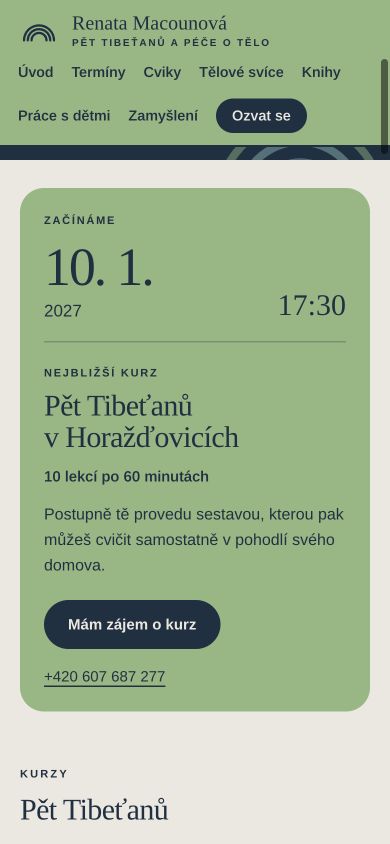 Renata Macounová
PĚT TIBEŤANŮ A PÉČE O TĚLO
Úvod Termíny Cviky Tělové svíce Knihy
Práce s dětmi Zamyšlení Ozvat se
ZAČÍNÁME
10. 1.
2027 17:30
NEJBLIŽŠÍ KURZ
Pět Tibeťanů
v Horažďovicích
10 lekcí po 60 minutách
Postupně tě provedu sestavou, kterou pak
můžeš cvičit samostatně v pohodlí svého
domova.
Mám zájem o kurz
+420 607 687 277
KURZY
Pět Tibeťanů